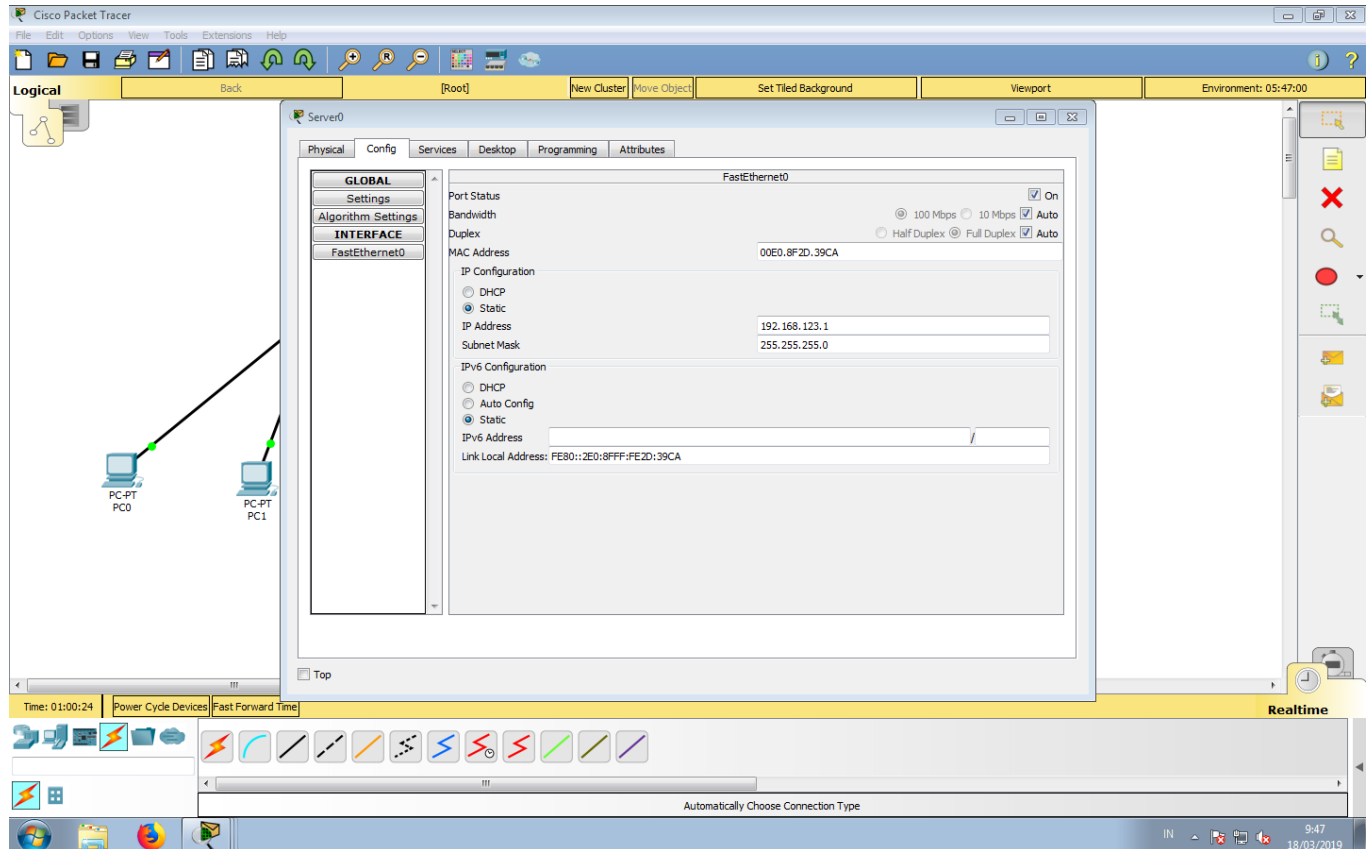 Cisco Packet Tracer
File Edit Options View Tools Extensions Help
Logical Back [Root] New Cluster Move Object Set Tiled Background Viewport Environment: 05:47:00
Server0
Physical Config Services Desktop Programming Attributes
GLOBAL
Settings
Algorithm Settings
INTERFACE
FastEthernet0
FastEthernet0
Port Status On
Bandwidth 100 Mbps 10 Mbps Auto
Duplex Half Duplex Full Duplex Auto
MAC Address 00E0.8F2D.39CA
IP Configuration
DHCP
Static
IP Address 192.168.123.1
Subnet Mask 255.255.255.0
IPv6 Configuration
DHCP
Auto Config
Static
IPv6 Address /
Link Local Address: FE80::2E0:8FFF:FE2D:39CA
PC-PT
PC0
PC-PT
PC1
Top
Time: 01:00:24 Power Cycle Devices Fast Forward Time Realtime
Automatically Choose Connection Type
IN 9:47
18/03/2019